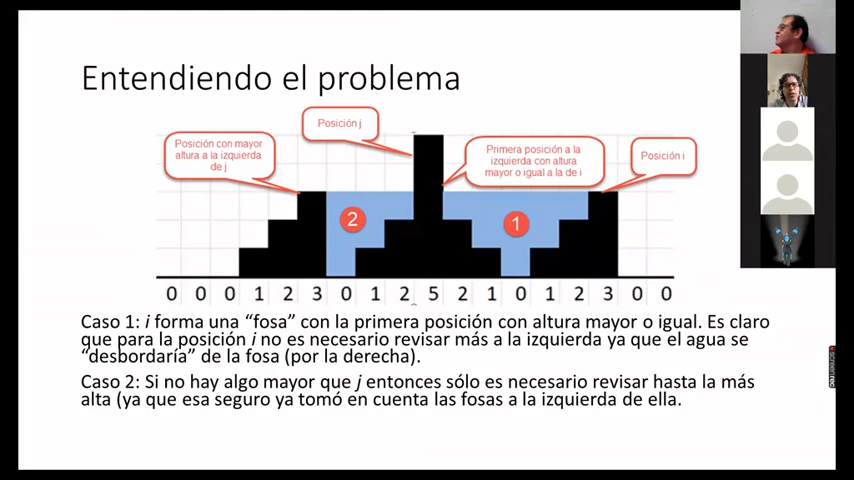 Entendiendo el problema
Posición j
Posición con mayor
altura a la izquierda
de j
Primera posición a la
izquierda con altura
mayor o igual a la de i
Posición i
2
1
0 0 0 1 2 3 0 1 2 5 2 1 0 1 2 3 0 0
Caso 1: i forma una “fosa” con la primera posición con altura mayor o igual. Es claro
que para la posición i no es necesario revisar más a la izquierda ya que el agua se
“desbordaría” de la fosa (por la derecha).
Caso 2: Si no hay algo mayor que j entonces sólo es necesario revisar hasta la más
alta (ya que esa seguro ya tomó en cuenta las fosas a la izquierda de ella.
screenrec